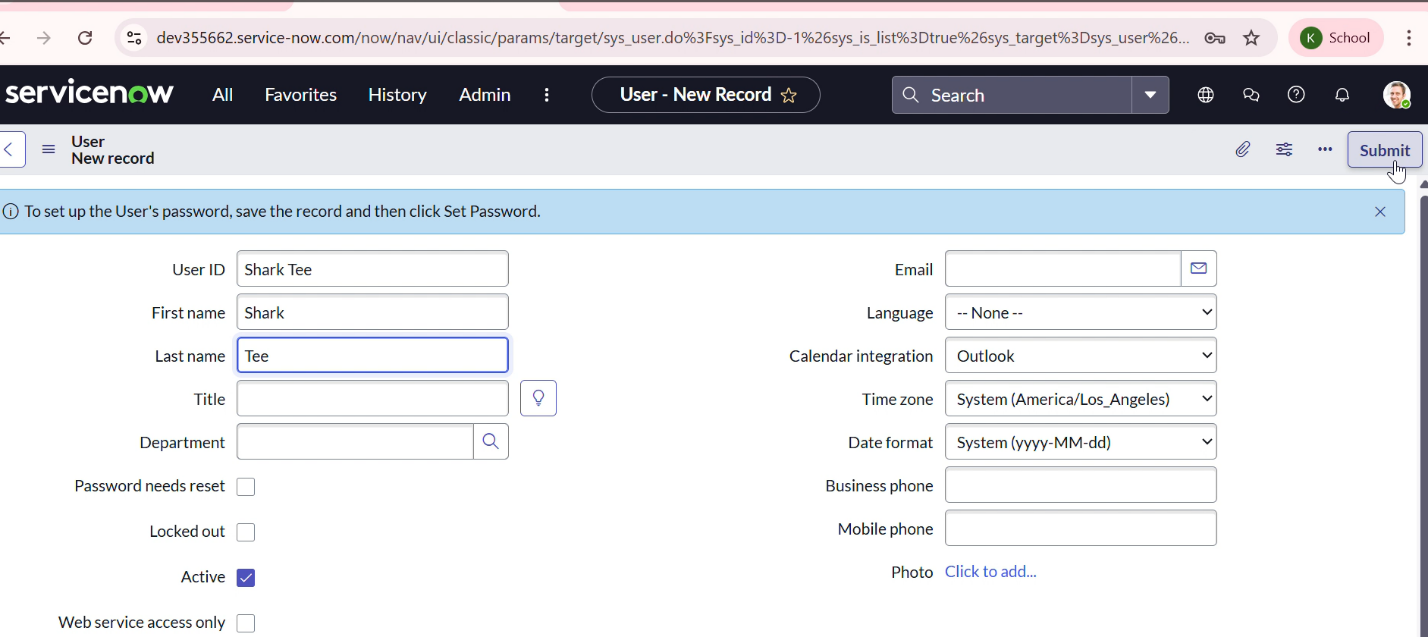 dev355662.service-now.com/now/nav/ui/classic/params/target/sys_user.do%3Fsys_id%3D-1%26sys_is_list%3Dtrue%26sys_target%3Dsys_user%26...
K School
servicenow All Favorites History Admin User - New Record Search
User
New record
Submit
To set up the User's password, save the record and then click Set Password.
User ID Shark Tee
First name Shark
Last name Tee
Title
Department
Password needs reset
Locked out
Active
Web service access only
Email
Language -- None --
Calendar integration Outlook
Time zone System (America/Los_Angeles)
Date format System (yyyy-MM-dd)
Business phone
Mobile phone
Photo Click to add...